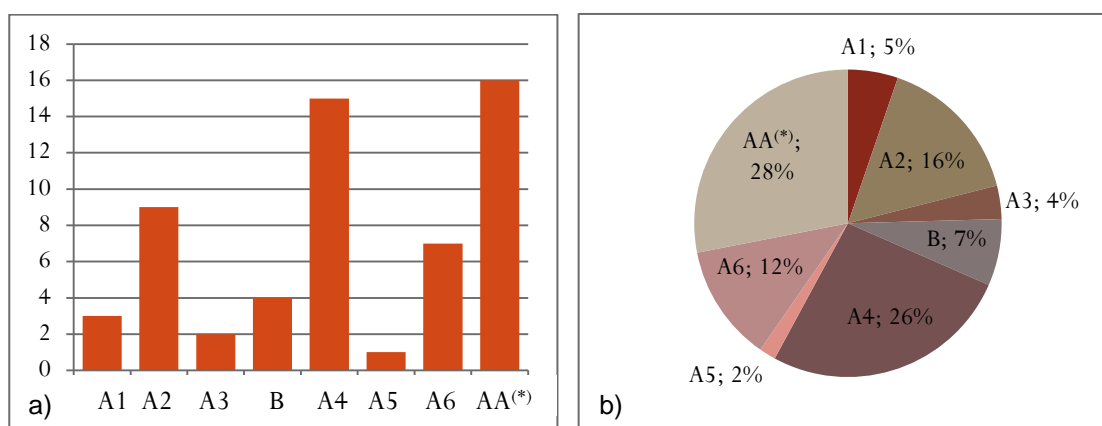 18
16
14
12
10
8
6
4
2
0
A1 A2 A3 B A4 A5 A6 AA(*)
a)
A1; 5%
A2; 16%
A3; 4%
B; 7%
A4; 26%
A5; 2%
A6; 12%
AA(*);
28%
b)